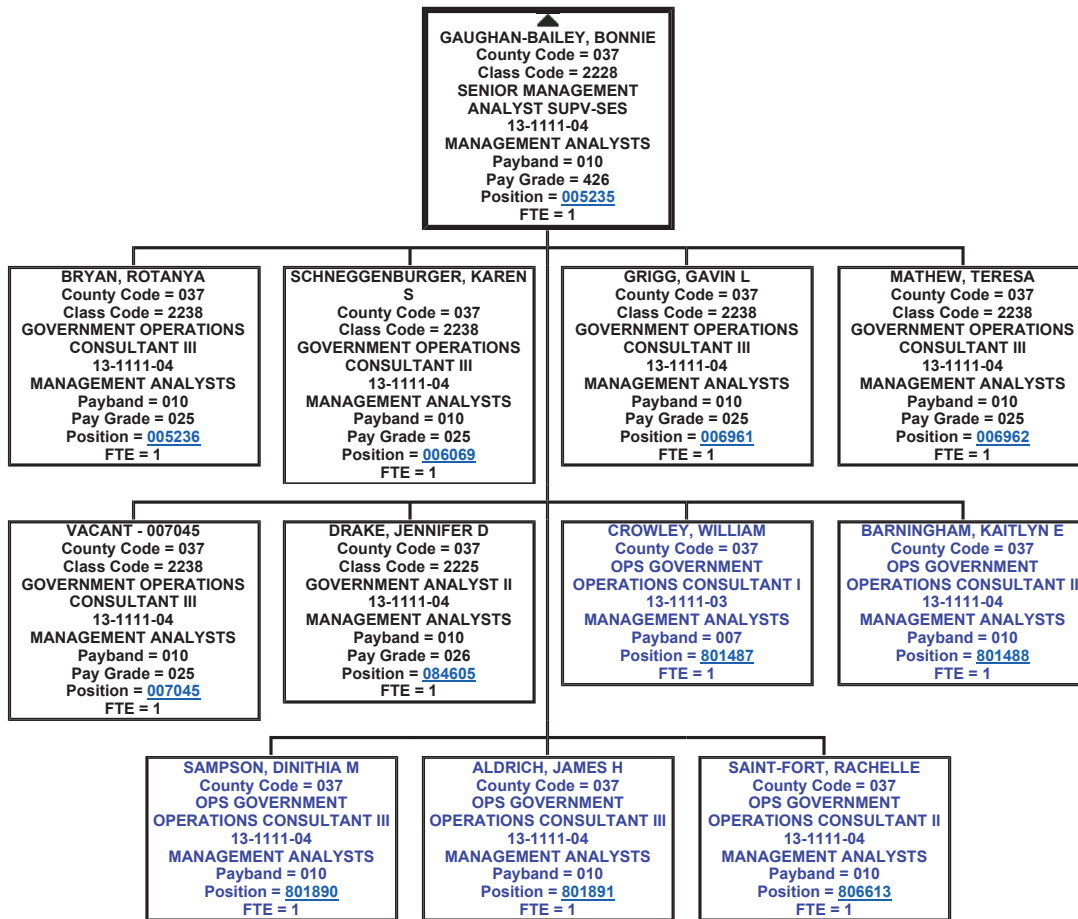 GAUGHAN-BAILEY, BONNIE
County Code = 037
Class Code = 2228
SENIOR MANAGEMENT
ANALYST SUPV-SES
13-1111-04
MANAGEMENT ANALYSTS
Payband = 010
Pay Grade = 426
Position = 005235
FTE = 1
BRYAN, ROTANYA
County Code = 037
Class Code = 2238
GOVERNMENT OPERATIONS
CONSULTANT III
13-1111-04
MANAGEMENT ANALYSTS
Payband = 010
Pay Grade = 025
Position = 005236
FTE = 1
SCHNEGGENBURGER, KAREN
S
County Code = 037
Class Code = 2238
GOVERNMENT OPERATIONS
CONSULTANT III
13-1111-04
MANAGEMENT ANALYSTS
Payband = 010
Pay Grade = 025
Position = 006069
FTE = 1
GRIGG, GAVIN L
County Code = 037
Class Code = 2238
GOVERNMENT OPERATIONS
CONSULTANT III
13-1111-04
MANAGEMENT ANALYSTS
Payband = 010
Pay Grade = 025
Position = 006961
FTE = 1
MATHEW, TERESA
County Code = 037
Class Code = 2238
GOVERNMENT OPERATIONS
CONSULTANT III
13-1111-04
MANAGEMENT ANALYSTS
Payband = 010
Pay Grade = 025
Position = 006962
FTE = 1
VACANT - 007045
County Code = 037
Class Code = 2238
GOVERNMENT OPERATIONS
CONSULTANT III
13-1111-04
MANAGEMENT ANALYSTS
Payband = 010
Pay Grade = 025
Position = 007045
FTE = 1
DRAKE, JENNIFER D
County Code = 037
Class Code = 2225
GOVERNMENT ANALYST II
13-1111-04
MANAGEMENT ANALYSTS
Payband = 010
Pay Grade = 026
Position = 084605
FTE = 1
CROWLEY, WILLIAM
County Code = 037
OPS GOVERNMENT
OPERATIONS CONSULTANT I
13-1111-03
MANAGEMENT ANALYSTS
Payband = 007
Position = 801487
FTE = 1
BARNINGHAM, KAITLYN E
County Code = 037
OPS GOVERNMENT
OPERATIONS CONSULTANT II
13-1111-04
MANAGEMENT ANALYSTS
Payband = 010
Position = 801488
FTE = 1
SAMPSON, DINITHIA M
County Code = 037
OPS GOVERNMENT
OPERATIONS CONSULTANT III
13-1111-04
MANAGEMENT ANALYSTS
Payband = 010
Position = 801890
FTE = 1
ALDRICH, JAMES H
County Code = 037
OPS GOVERNMENT
OPERATIONS CONSULTANT III
13-1111-04
MANAGEMENT ANALYSTS
Payband = 010
Position = 801891
FTE = 1
SAINT-FORT, RACHELLE
County Code = 037
OPS GOVERNMENT
OPERATIONS CONSULTANT II
13-1111-04
MANAGEMENT ANALYSTS
Payband = 010
Position = 806613
FTE = 1